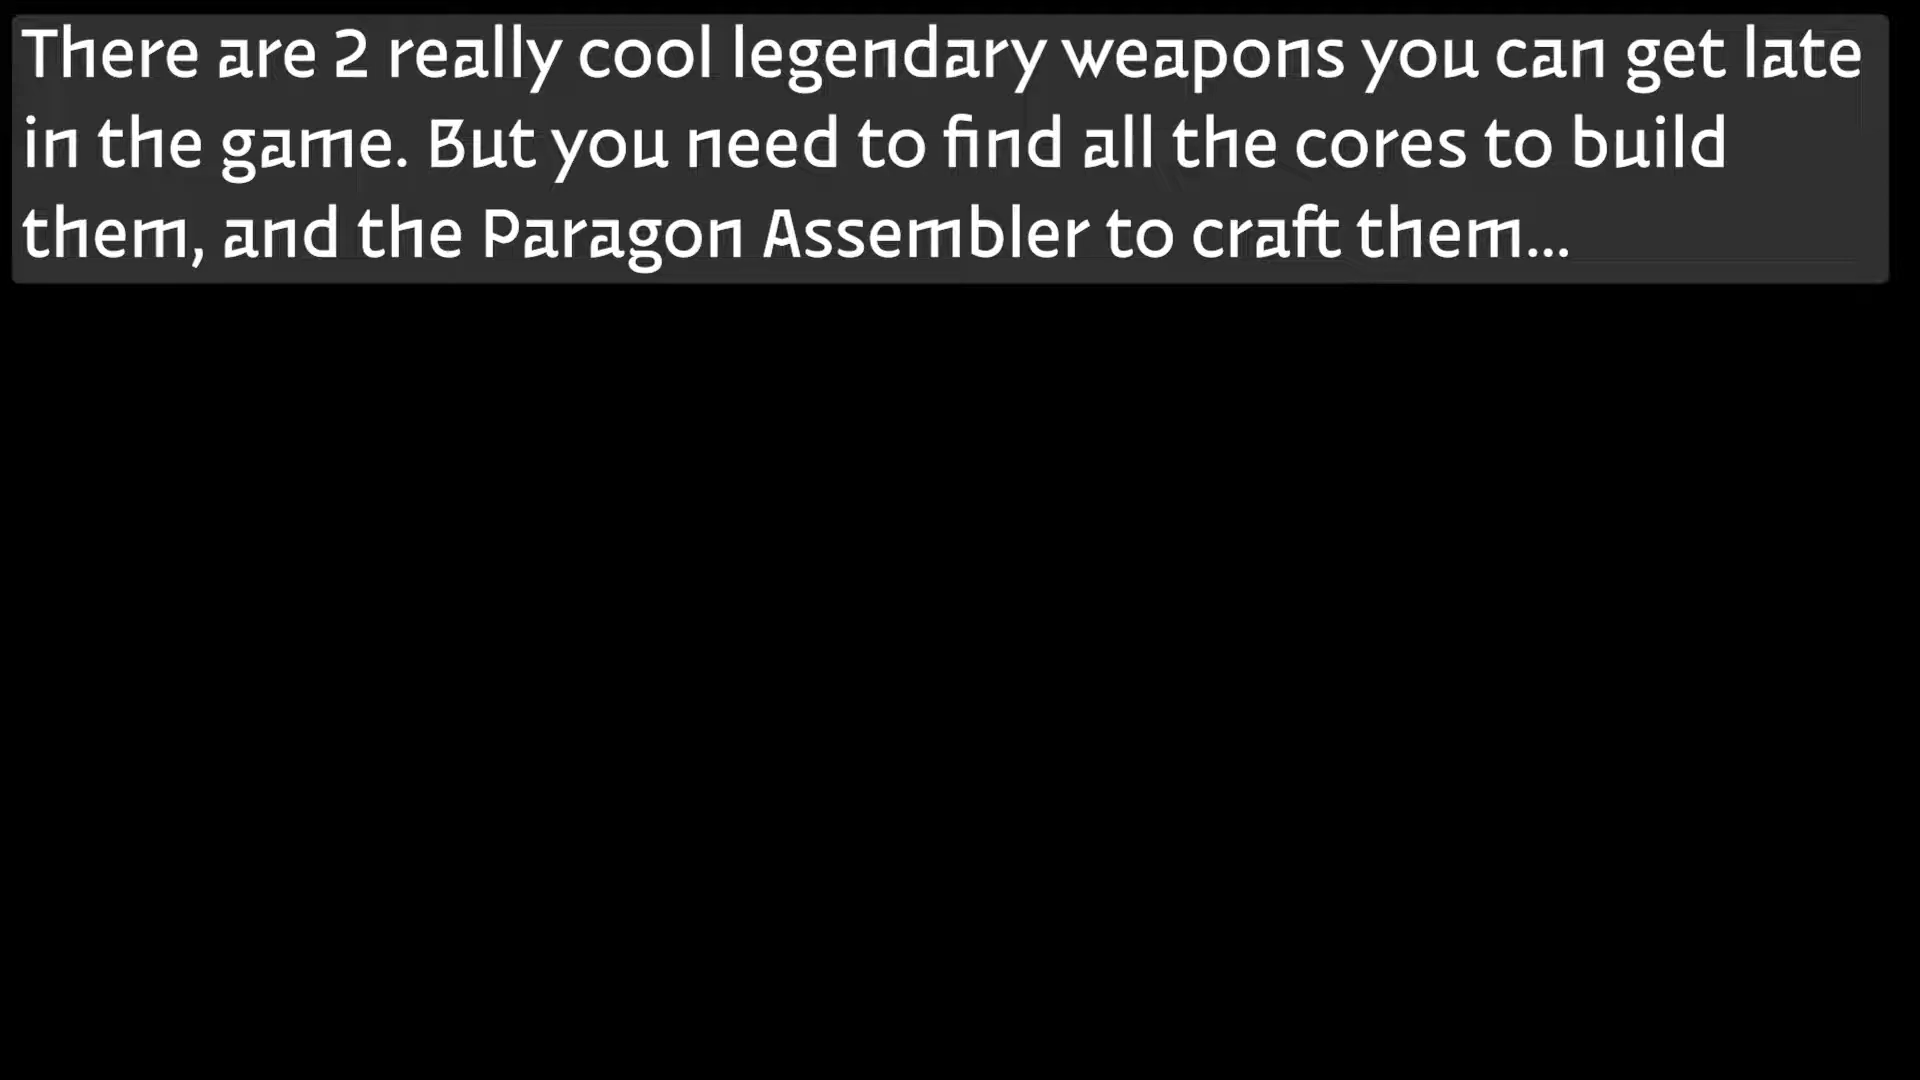 There are 2 really cool legendary weapons you can get late
in the game. But you need to find all the cores to build
them, and the Paragon Assembler to craft them...